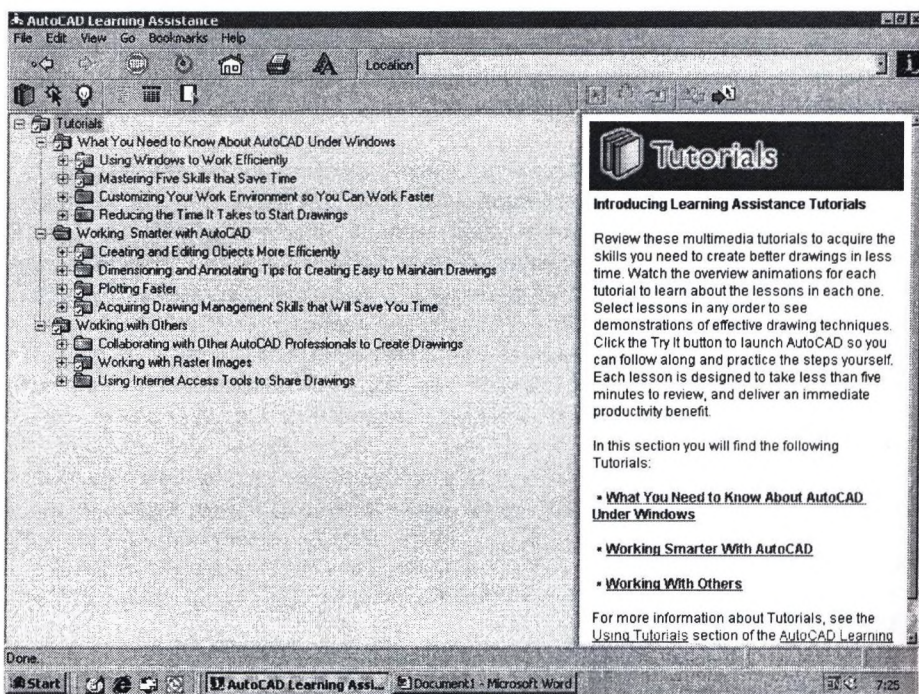 AutoCAD Learning Assistance
File Edit View Go Bookmarks Help
Location
Tutorials
What You Need to Know About AutoCAD Under Windows
Using Windows to Work Efficiently
Mastering Five Skills that Save Time
Customizing Your Work Environment so You Can Work Faster
Reducing the Time It Takes to Start Drawings
Working Smarter with AutoCAD
Creating and Editing Objects More Efficiently
Dimensioning and Annotating Tips for Creating Easy to Maintain Drawings
Plotting Faster
Acquiring Drawing Management Skills that Will Save You Time
Working with Others
Collaborating with Other AutoCAD Professionals to Create Drawings
Working with Raster Images
Using Internet Access Tools to Share Drawings
Tutorials
Introducing Learning Assistance Tutorials
Review these multimedia tutorials to acquire the
skills you need to create better drawings in less
time. Watch the overview animations for each
tutorial to learn about the lessons in each one.
Select lessons in any order to see
demonstrations of effective drawing techniques.
Click the Try It button to launch AutoCAD so you
can follow along and practice the steps yourself.
Each lesson is designed to take less than five
minutes to review, and deliver an immediate
productivity benefit.
In this section you will find the following
Tutorials:
▪ What You Need to Know About AutoCAD
Under Windows
▪ Working Smarter With AutoCAD
▪ Working With Others
For more information about Tutorials, see the
Using Tutorials section of the AutoCAD Learning
Done.
Start AutoCAD Learning Assi... Document1 - Microsoft Word 7:25